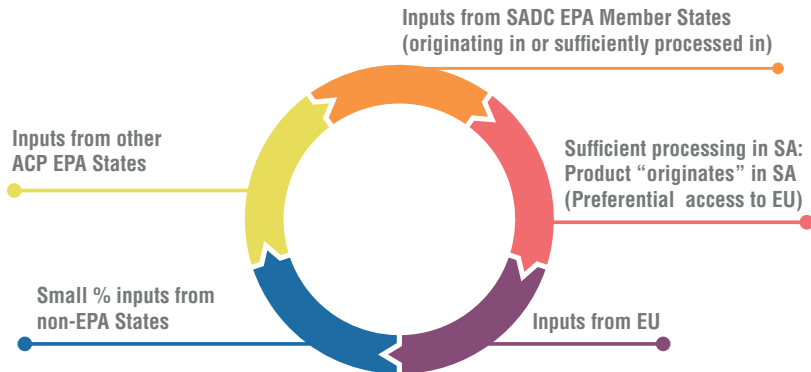 Inputs from SADC EPA Member States
(originating in or sufficiently processed in)
Inputs from other
ACP EPA States
Sufficient processing in SA:
Product “originates” in SA
(Preferential access to EU)
Small % inputs from
non-EPA States
Inputs from EU